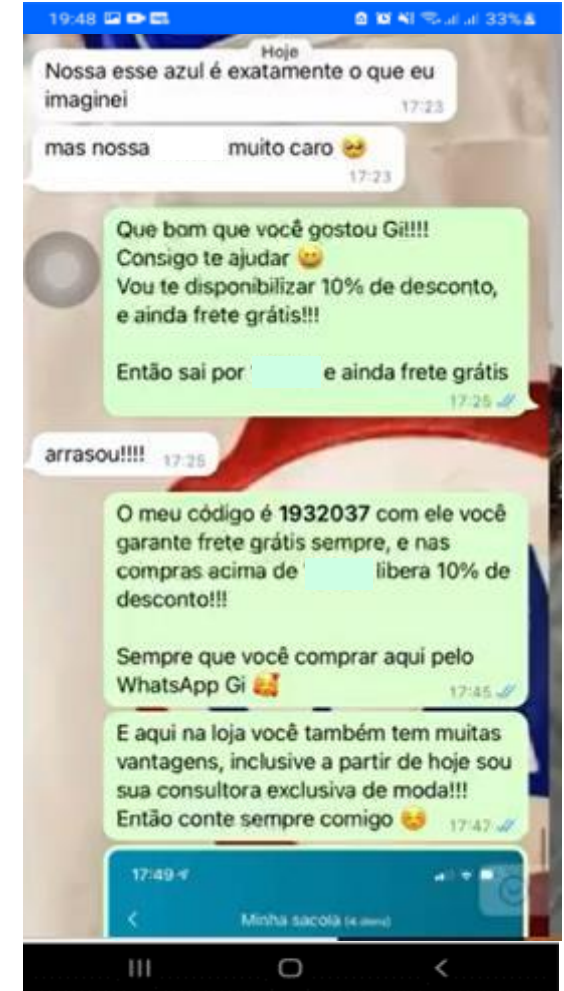 19:48 33%
Hoje
Nossa esse azul é exatamente o que eu
imaginei
17:23
mas nossa muito caro 🥺
17:23
Que bom que você gostou Gi!!!!
Consigo te ajudar 😀
Vou te disponibilizar 10% de desconto,
e ainda frete grátis!!!
Então sai por e ainda frete grátis
17:25
arrasou!!!! 17:25
O meu código é 1932037 com ele você
garante frete grátis sempre, e nas
compras acima de libera 10% de
desconto!!!
Sempre que você comprar aqui pelo
WhatsApp Gi 🥰
17:45
E aqui na loja você também tem muitas
vantagens, inclusive a partir de hoje sou
sua consultora exclusiva de moda!!!
Então conte sempre comigo ☺️ 17:47
17:49
Minha sacola (4 itens)